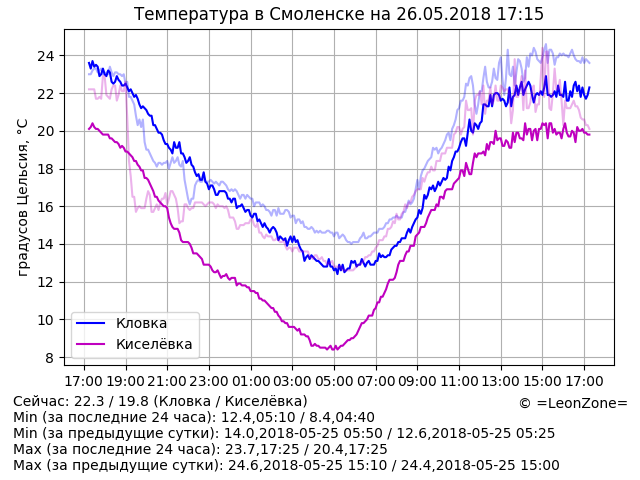 Температура в Смоленске на 26.05.2018 17:15
градусов Цельсия, °C
24
22
20
18
16
14
12
10
8
Кловка
Киселёвка
17:00 19:00 21:00 23:00 01:00 03:00 05:00 07:00 09:00 11:00 13:00 15:00 17:00
Сейчас: 22.3 / 19.8 (Кловка / Киселёвка)
© =LeonZone=
Min (за последние 24 часа): 12.4,05:10 / 8.4,04:40
Min (за предыдущие сутки): 14.0,2018-05-25 05:50 / 12.6,2018-05-25 05:25
Max (за последние 24 часа): 23.7,17:25 / 20.4,17:25
Max (за предыдущие сутки): 24.6,2018-05-25 15:10 / 24.4,2018-05-25 15:00